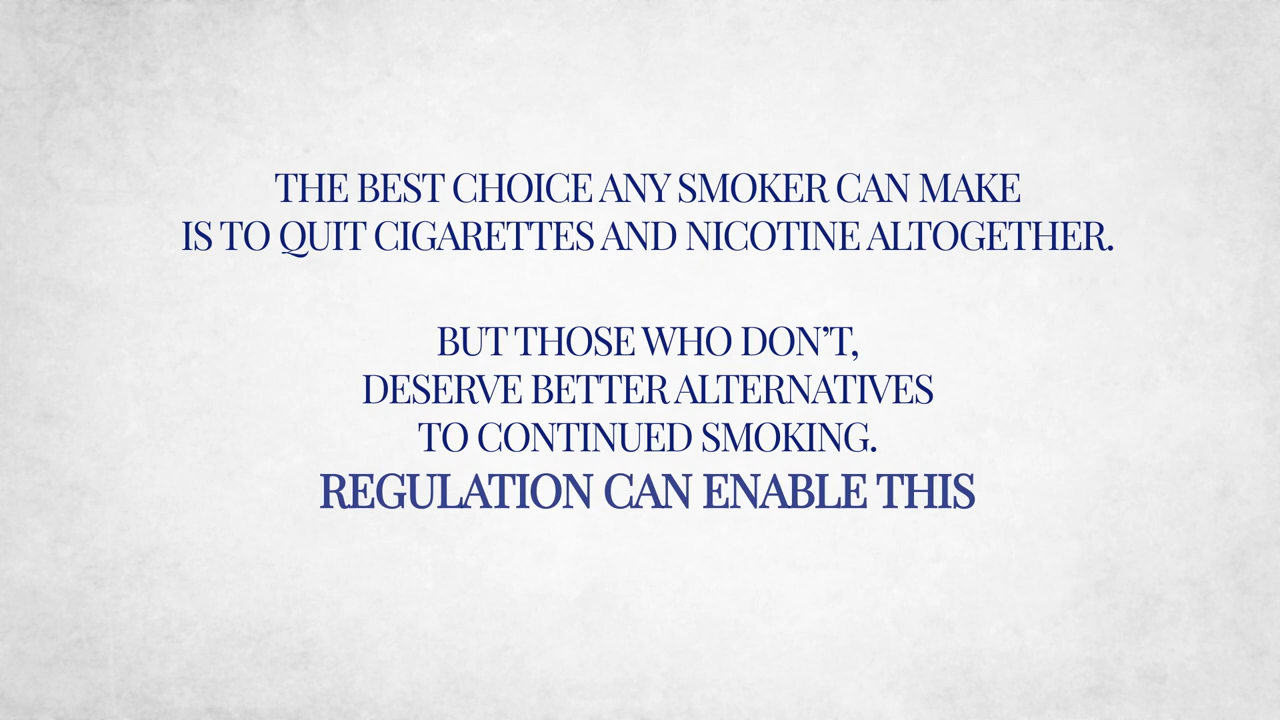 THE BEST CHOICE ANY SMOKER CAN MAKE
IS TO QUIT CIGARETTES AND NICOTINE ALTOGETHER.
BUT THOSE WHO DON’T,
DESERVE BETTER ALTERNATIVES
TO CONTINUED SMOKING.
REGULATION CAN ENABLE THIS